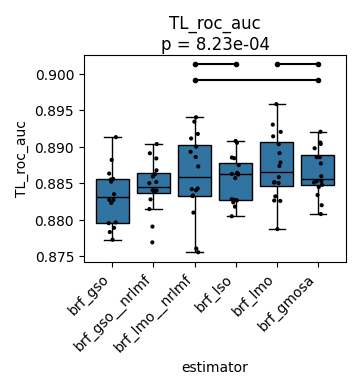 TL_roc_auc
p = 8.23e-04
TL_roc_auc
0.900
0.895
0.890
0.885
0.880
0.875
brf_gso
brf_gso__nrlmf
brf_lmo__nrlmf
brf_lso
brf_lmo
brf_gmosa
estimator